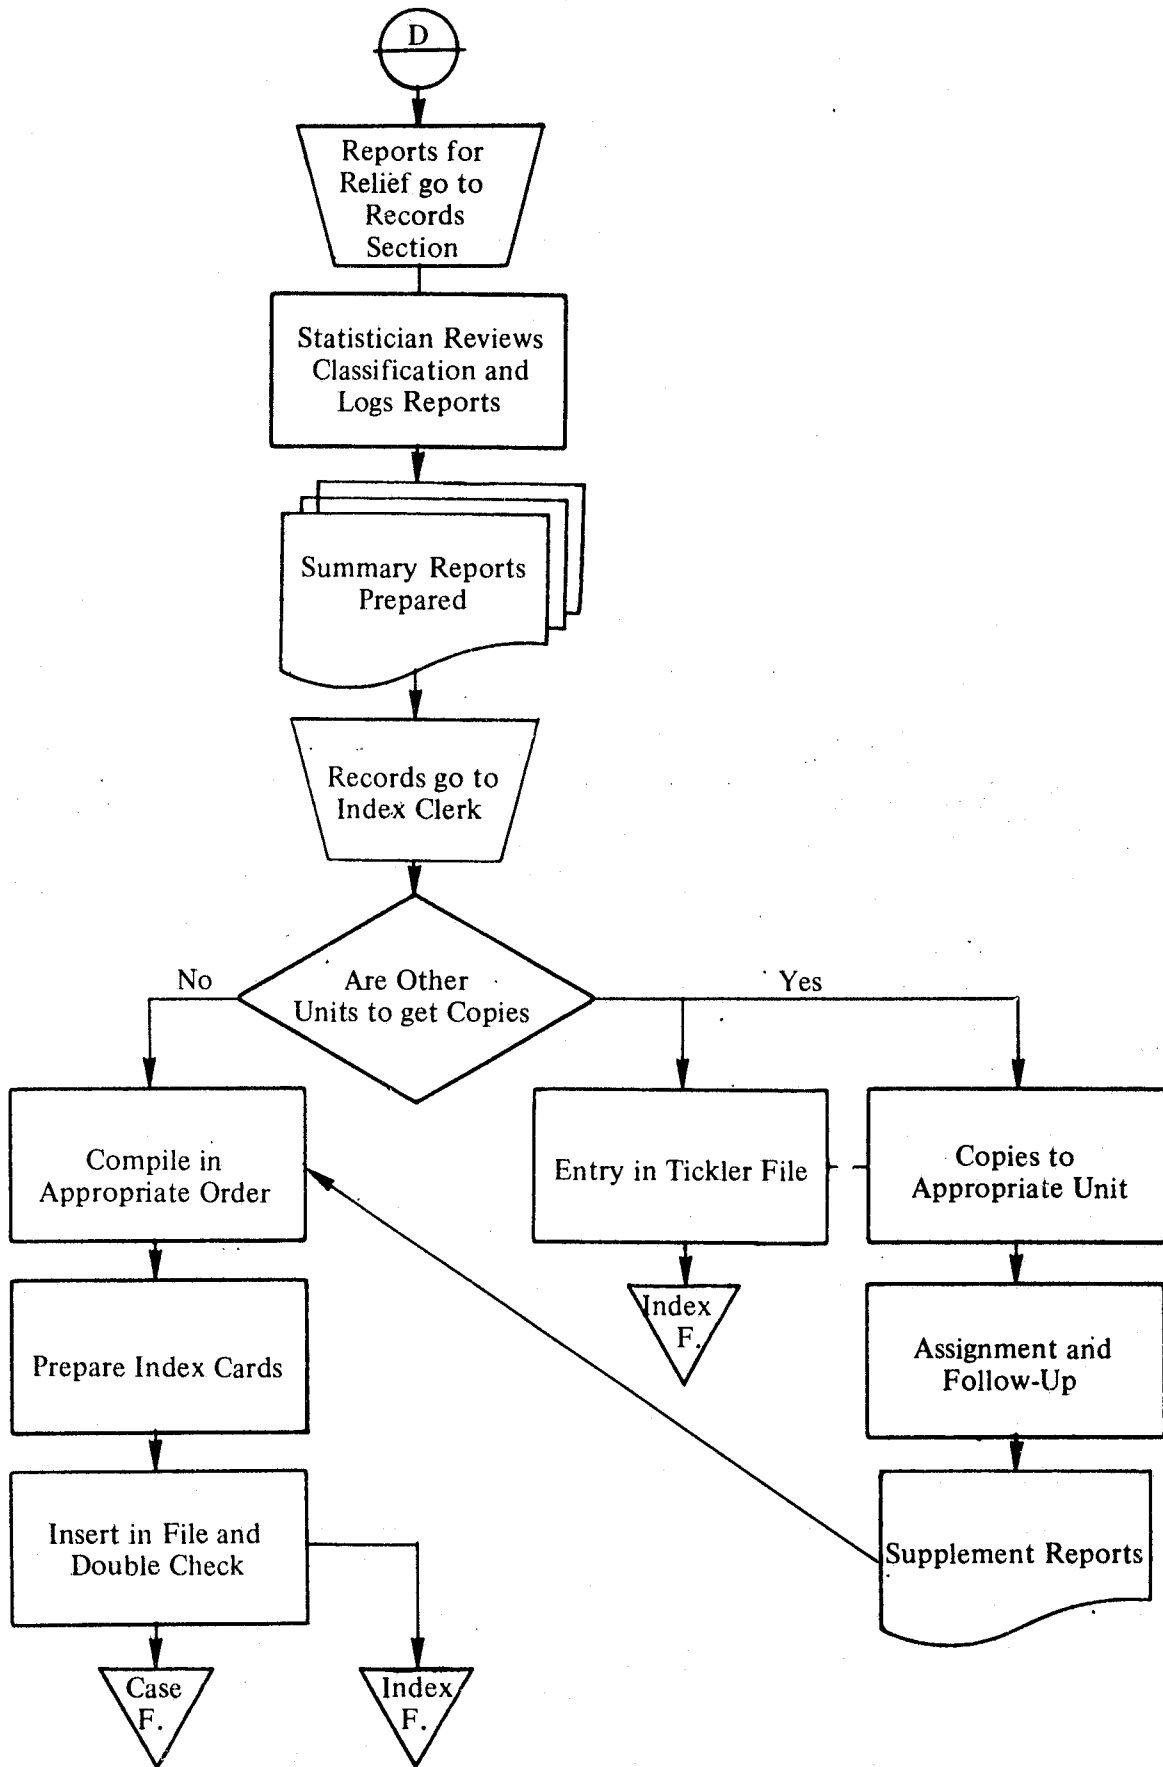 D
Reports for
Relief go to
Records
Section
Statistician Reviews
Classification and
Logs Reports
Summary Reports
Prepared
Records go to
Index Clerk
No
Are Other
Units to get Copies
Yes
Compile in
Appropriate Order
Entry in Tickler File
Copies to
Appropriate Unit
Prepare Index Cards
Index
F.
Assignment and
Follow-Up
Insert in File and
Double Check
Supplement Reports
Case
F.
Index
F.